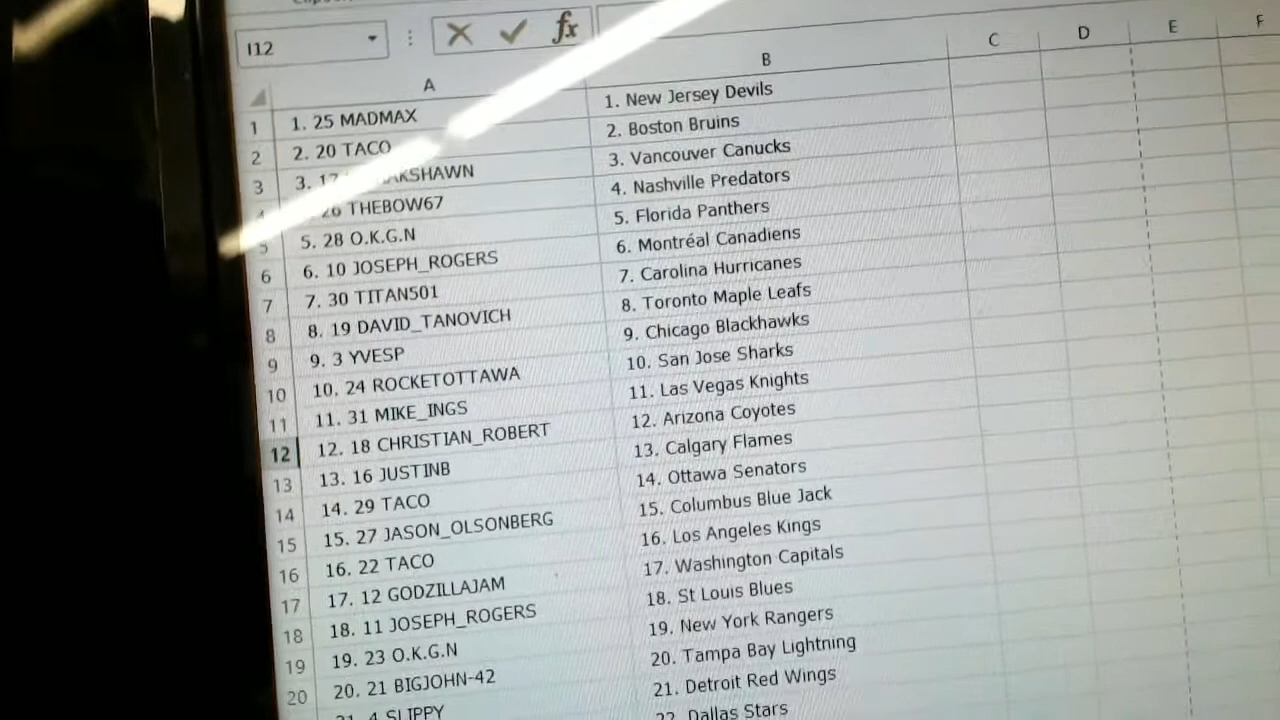 I12
fx
A B C D E F
1 1. 25 MADMAX 1. New Jersey Devils
2 2. 20 TACO 2. Boston Bruins
3 3. 3. Vancouver Canucks
THEBOW67 4. Nashville Predators
5 5. 28 O.K.G.N 5. Florida Panthers
6 6. 10 JOSEPH_ROGERS 6. Montréal Canadiens
7 7. 30 TITAN501 7. Carolina Hurricanes
8 8. 19 DAVID_TANOVICH 8. Toronto Maple Leafs
9 9. 3 YVESP 9. Chicago Blackhawks
10 10. 24 ROCKETOTTAWA 10. San Jose Sharks
11 11. 31 MIKE_INGS 11. Las Vegas Knights
12 12. 18 CHRISTIAN_ROBERT 12. Arizona Coyotes
13 13. 16 JUSTINB 13. Calgary Flames
14 14. 29 TACO 14. Ottawa Senators
15 15. 27 JASON_OLSONBERG 15. Columbus Blue Jack
16 16. 22 TACO 16. Los Angeles Kings
17 17. 12 GODZILLAJAM 17. Washington Capitals
18 18. 11 JOSEPH_ROGERS 18. St Louis Blues
19 19. 23 O.K.G.N 19. New York Rangers
20 20. 21 BIGJOHN-42 20. Tampa Bay Lightning
21. 4 SLIPPY 21. Detroit Red Wings
22. Dallas Stars